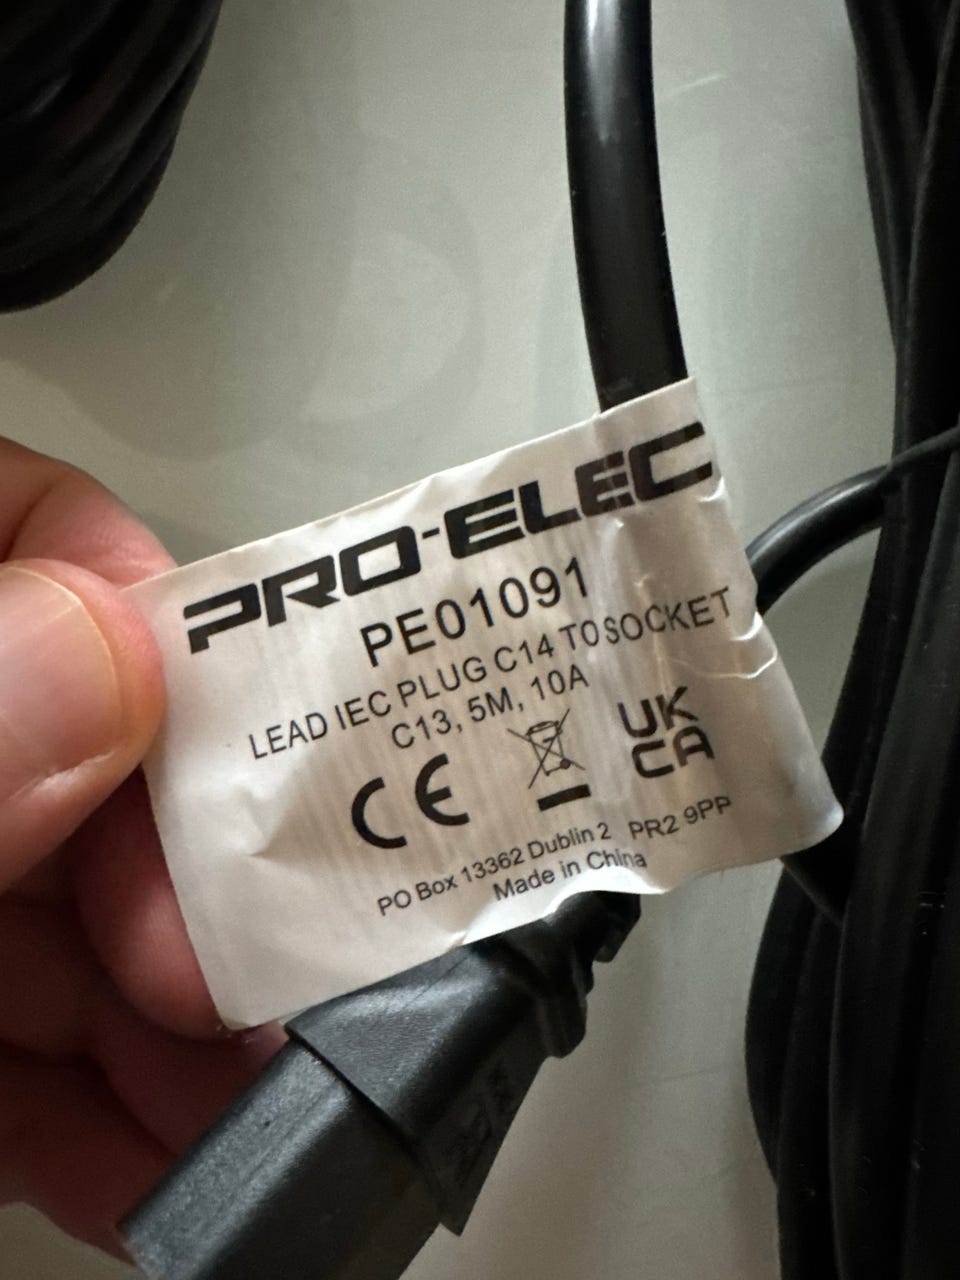 PRO-ELEC
PE01091
LEAD IEC PLUG C14 TO SOCKET
C13, 5M, 10A
CE
UK
CA
PO Box 13362 Dublin 2 PR2 9PP
Made in China